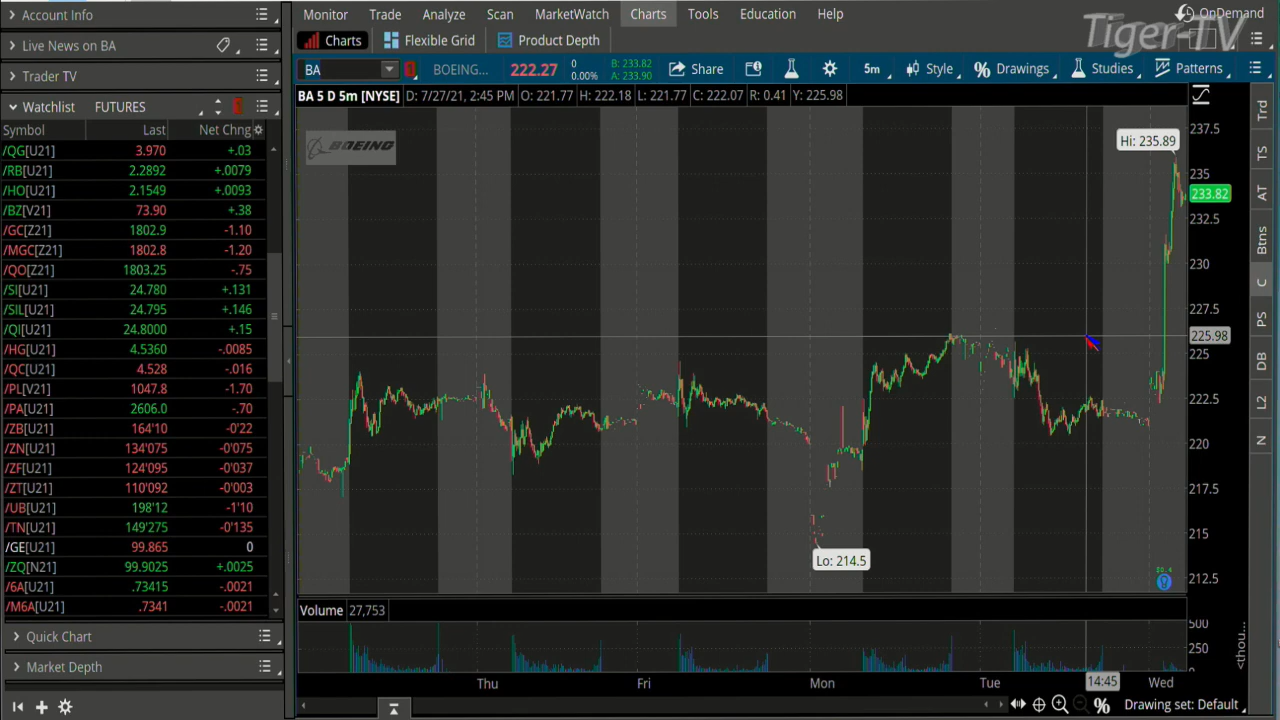 Account Info
Live News on BA
Trader TV
Watchlist FUTURES
Symbol Last Net Chng
/QG[U21] 3.970 +.03
/RB[U21] 2.2892 +.0079
/HO[U21] 2.1549 +.0093
/BZ[V21] 73.90 +.38
/GC[Z21] 1802.9 -1.10
/MGC[Z21] 1802.8 -1.20
/QO[Z21] 1803.25 -.75
/SI[U21] 24.780 +.131
/SIL[U21] 24.795 +.146
/QI[U21] 24.8000 +.15
/HG[U21] 4.5360 -.0085
/QC[U21] 4.528 -.016
/PL[V21] 1047.8 -1.70
/PA[U21] 2606.0 -.70
/ZB[U21] 164'10 -0'22
/ZN[U21] 134'075 -0'075
/ZF[U21] 124'095 -0'037
/ZT[U21] 110'092 -0'003
/UB[U21] 198'12 -1'10
/TN[U21] 149'275 -0'135
/GE[U21] 99.865 0
/ZQ[N21] 99.9025 +.0025
/6A[U21] .73415 -.0021
/M6A[U21] .7341 -.0021
Quick Chart
Market Depth
Monitor Trade Analyze Scan MarketWatch Charts Tools Education Help
OnDemand
Tiger-TV
Charts Flexible Grid Product Depth
BA BOEING... 222.27 0 0.00% B: 233.82 A: 233.90 Share 5m Style Drawings Studies Patterns
BA 5 D 5m [NYSE] D: 7/27/21, 2:45 PM O: 221.77 H: 222.18 L: 221.77 C: 222.07 R: 0.41 Y: 225.98
BOEING
Hi: 235.89
Lo: 214.5
237.5
235
233.82
232.5
230
227.5
225.98
225
222.5
220
217.5
215
212.5
Volume 27,753
500
250
<thou...
Thu Fri Mon Tue 14:45 Wed
Drawing set: Default
Trd
TS
AT
Btns
C
PS
DB
L2
N